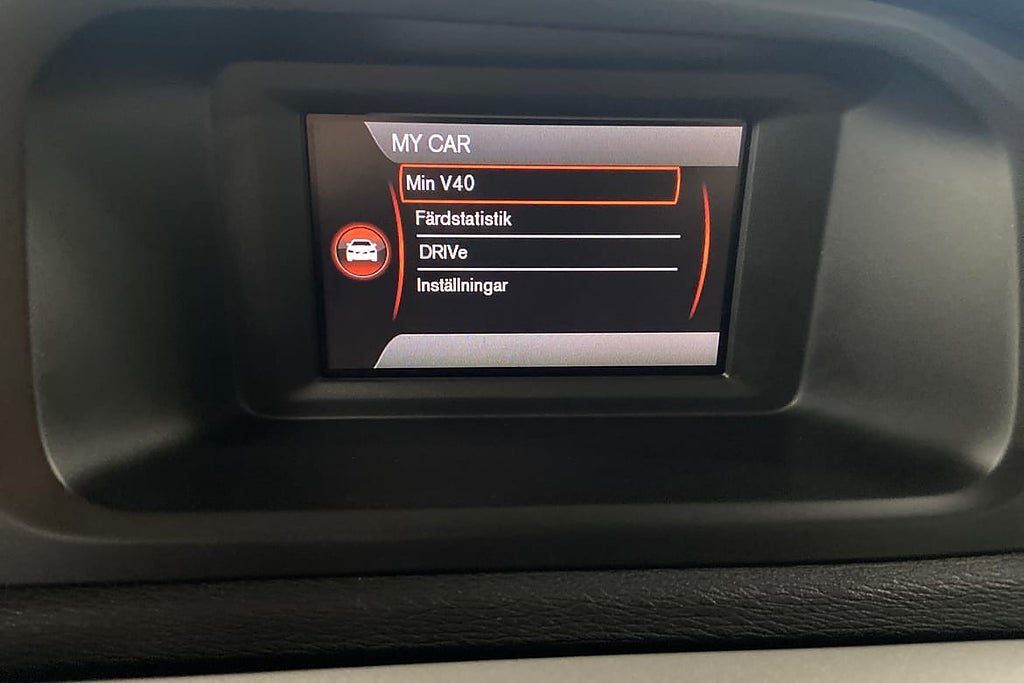 MY CAR
Min V40
Färdstatistik
DRIVe
Inställningar